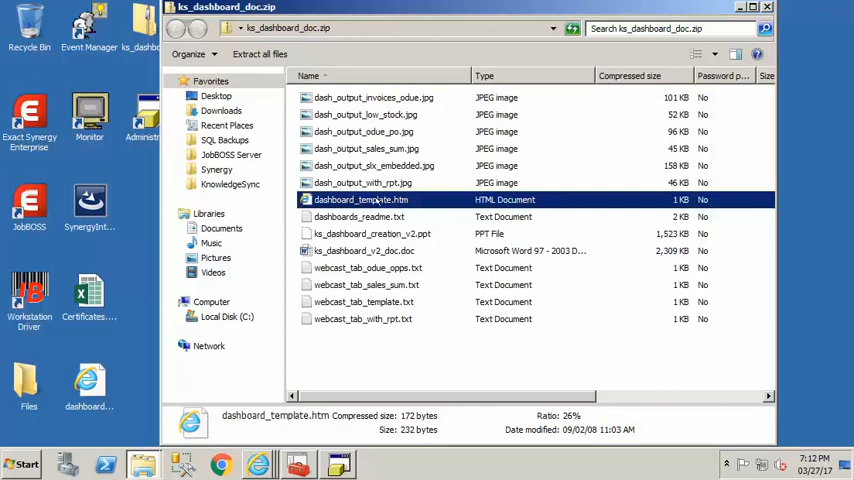 ks_dashboard_doc.zip
ks_dashboard_doc.zip
Search ks_dashboard_doc.zip
Organize
Extract all files
Name
Type
Compressed size
Password p...
Size
Favorites
Desktop
Downloads
Recent Places
SQL Backups
JobBOSS Server
Synergy
KnowledgeSync
Libraries
Documents
Music
Pictures
Videos
Computer
Local Disk (C:)
Network
dash_output_invoices_odue.jpg JPEG image 101 KB No
dash_output_low_stock.jpg JPEG image 52 KB No
dash_output_odue_po.jpg JPEG image 96 KB No
dash_output_sales_sum.jpg JPEG image 45 KB No
dash_output_slx_embedded.jpg JPEG image 158 KB No
dash_output_with_rpt.jpg JPEG image 46 KB No
dashboard_template.htm HTML Document 1 KB No
dashboards_readme.txt Text Document 2 KB No
ks_dashboard_creation_v2.ppt PPT File 1,523 KB No
ks_dashboard_v2_doc.doc Microsoft Word 97 - 2003 D... 2,309 KB No
webcast_tab_odue_opps.txt Text Document 1 KB No
webcast_tab_sales_sum.txt Text Document 1 KB No
webcast_tab_template.txt Text Document 1 KB No
webcast_tab_with_rpt.txt Text Document 1 KB No
dashboard_template.htm Compressed size: 172 bytes Ratio: 26%
Size: 232 bytes Date modified: 09/02/08 11:03 AM
Recycle Bin
Event Manager
ks_dashb...
Exact Synergy
Enterprise
Monitor
Administr
JobBOSS
SynergyInt...
Workstation
Driver
Certificates....
Files
dashboard...
Start
7:12 PM
03/27/17